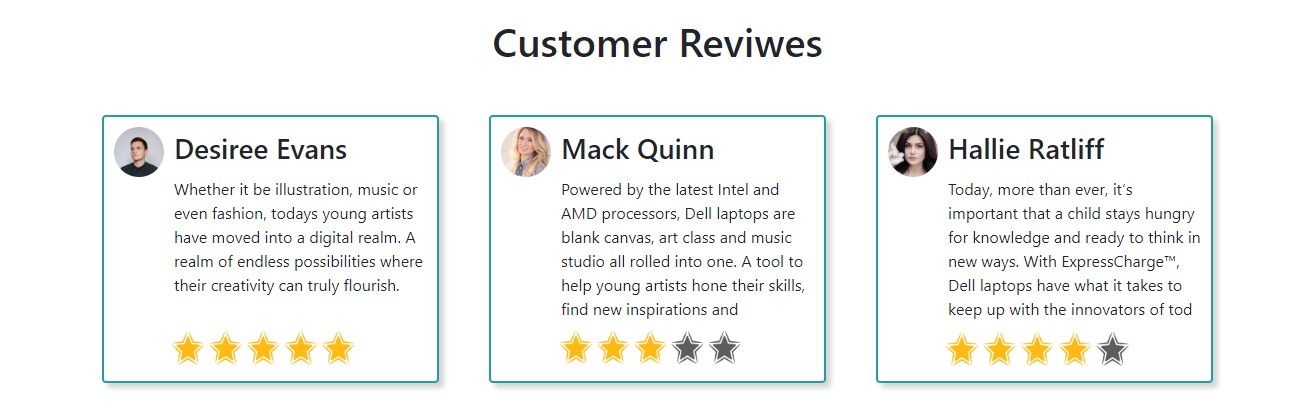 Customer Reviwes
Desiree Evans
Whether it be illustration, music or
even fashion, todays young artists
have moved into a digital realm. A
realm of endless possibilities where
their creativity can truly flourish.
Mack Quinn
Powered by the latest Intel and
AMD processors, Dell laptops are
blank canvas, art class and music
studio all rolled into one. A tool to
help young artists hone their skills,
find new inspirations and
Hallie Ratliff
Today, more than ever, it’s
important that a child stays hungry
for knowledge and ready to think in
new ways. With ExpressCharge™,
Dell laptops have what it takes to
keep up with the innovators of tod